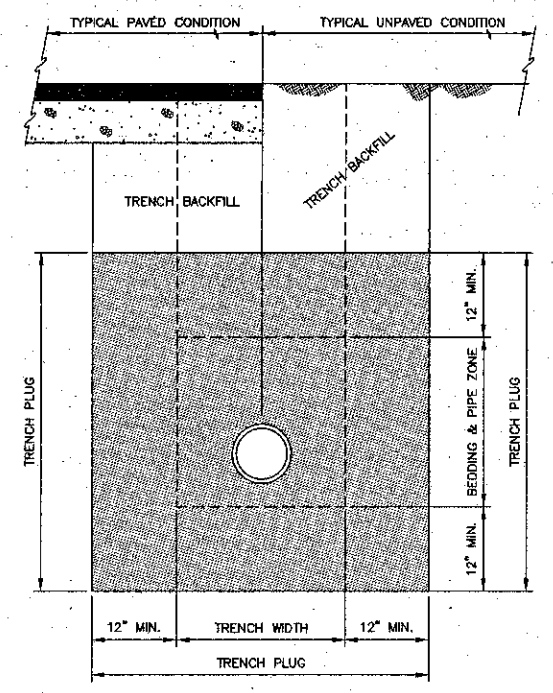 TYPICAL PAVED CONDITION
TYPICAL UNPAVED CONDITION
TRENCH BACKFILL
TRENCH BACKFILL
TRENCH PLUG
12" MIN.
BEDDING & PIPE ZONE
12" MIN.
TRENCH PLUG
12" MIN.
TRENCH WIDTH
12" MIN.
TRENCH PLUG